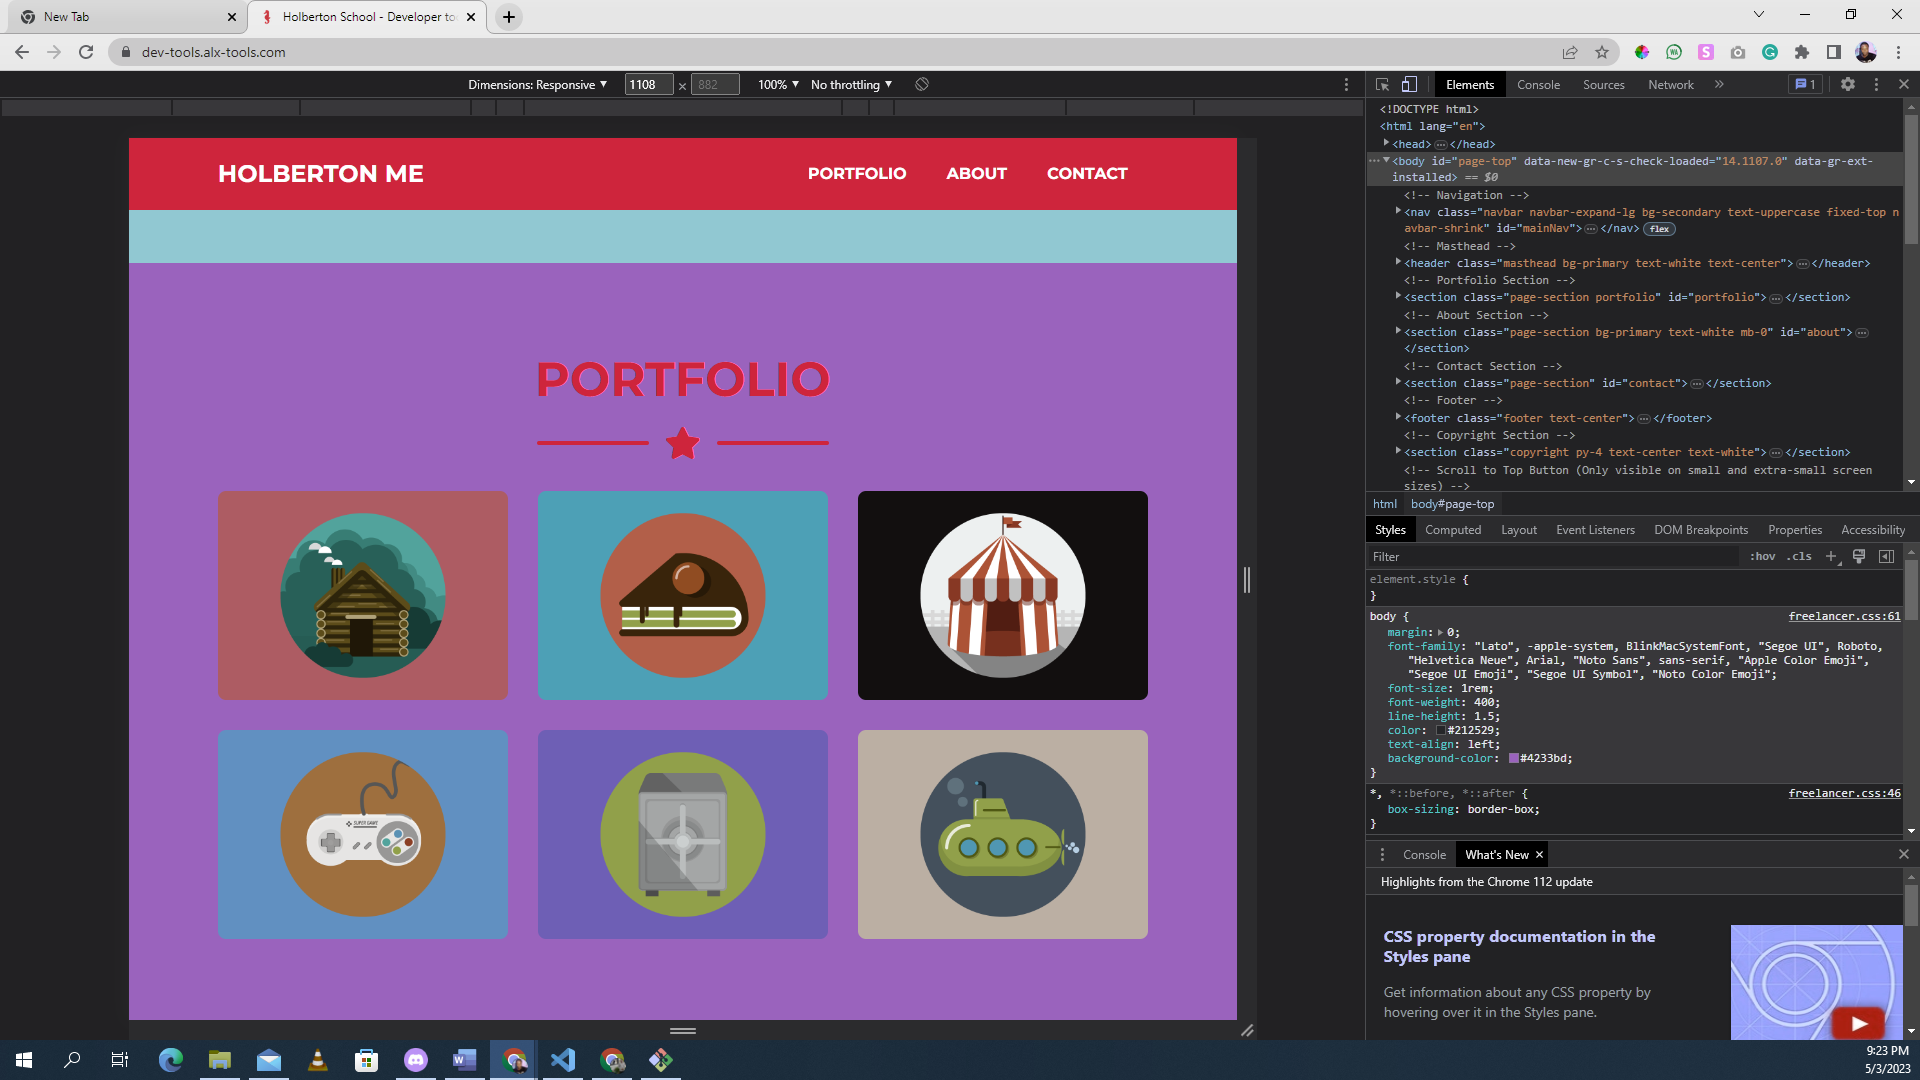 New Tab
Holberton School - Developer to
dev-tools.alx-tools.com
Dimensions: Responsive 1108 × 882 100% No throttling
HOLBERTON ME
PORTFOLIO ABOUT CONTACT
PORTFOLIO
SUPER GAME
Elements Console Sources Network » 1
<!DOCTYPE html>
<html lang="en">
<head> … </head>
… <body id="page-top" data-new-gr-c-s-check-loaded="14.1107.0" data-gr-ext-
installed> == $0
<!-- Navigation -->
<nav class="navbar navbar-expand-lg bg-secondary text-uppercase fixed-top n
avbar-shrink" id="mainNav"> … </nav> flex
<!-- Masthead -->
<header class="masthead bg-primary text-white text-center"> … </header>
<!-- Portfolio Section -->
<section class="page-section portfolio" id="portfolio"> … </section>
<!-- About Section -->
<section class="page-section bg-primary text-white mb-0" id="about"> …
</section>
<!-- Contact Section -->
<section class="page-section" id="contact"> … </section>
<!-- Footer -->
<footer class="footer text-center"> … </footer>
<!-- Copyright Section -->
<section class="copyright py-4 text-center text-white"> … </section>
<!-- Scroll to Top Button (Only visible on small and extra-small screen
sizes) -->
html body#page-top
Styles Computed Layout Event Listeners DOM Breakpoints Properties Accessibility
Filter :hov .cls +
element.style {
}
body { freelancer.css:61
margin: 0;
font-family: "Lato", -apple-system, BlinkMacSystemFont, "Segoe UI", Roboto,
"Helvetica Neue", Arial, "Noto Sans", sans-serif, "Apple Color Emoji",
"Segoe UI Emoji", "Segoe UI Symbol", "Noto Color Emoji";
font-size: 1rem;
font-weight: 400;
line-height: 1.5;
color: #212529;
text-align: left;
background-color: #4233bd;
}
*, *::before, *::after { freelancer.css:46
box-sizing: border-box;
}
Console What's New
Highlights from the Chrome 112 update
CSS property documentation in the
Styles pane
Get information about any CSS property by
hovering over it in the Styles pane.
9:23 PM
5/3/2023